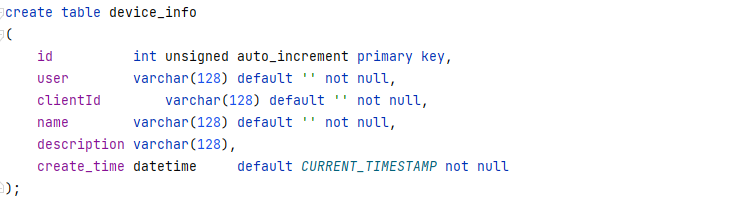 create table device_info
(
    id          int unsigned auto_increment primary key,
    user        varchar(128) default '' not null,
    clientId        varchar(128) default '' not null,
    name        varchar(128) default '' not null,
    description varchar(128),
    create_time datetime     default CURRENT_TIMESTAMP not null
);